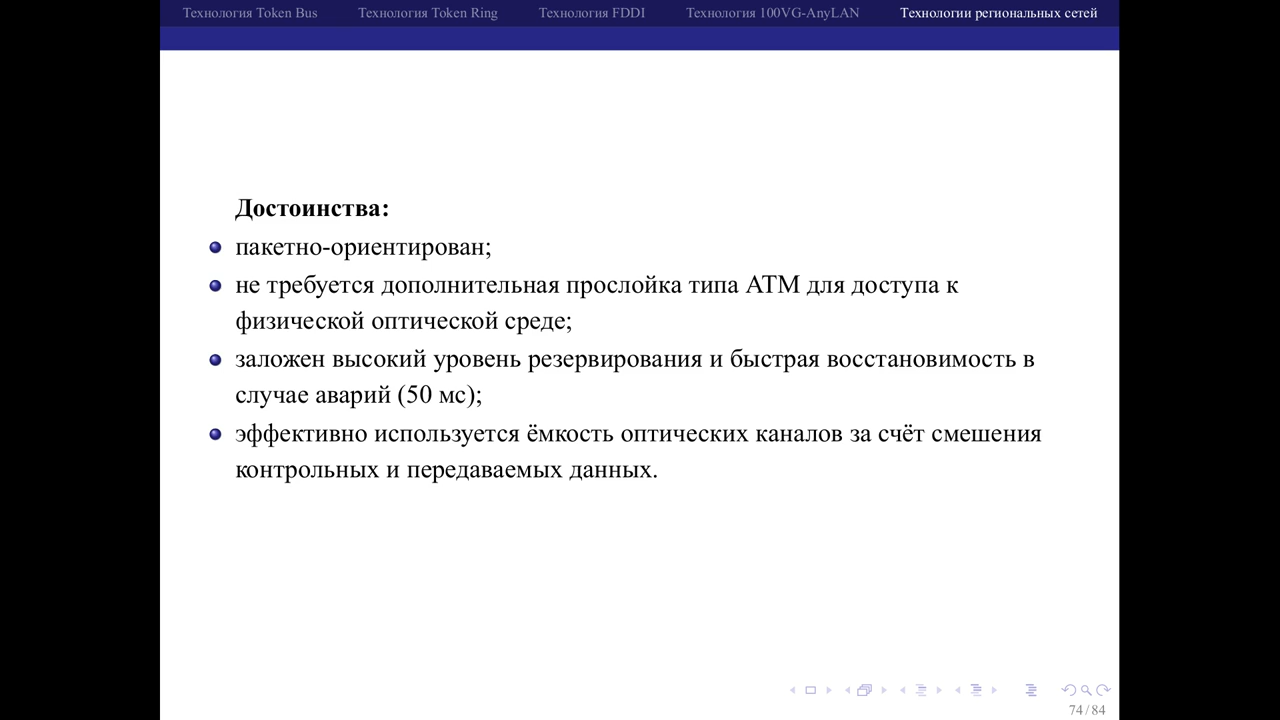 Технология Token Bus Технология Token Ring Технология FDDI Технология 100VG-AnyLAN Технологии региональных сетей
Достоинства:
пакетно-ориентирован;
не требуется дополнительная прослойка типа ATM для доступа к
физической оптической среде;
заложен высокий уровень резервирования и быстрая восстановимость в
случае аварий (50 мс);
эффективно используется ёмкость оптических каналов за счёт смешения
контрольных и передаваемых данных.
74 / 84